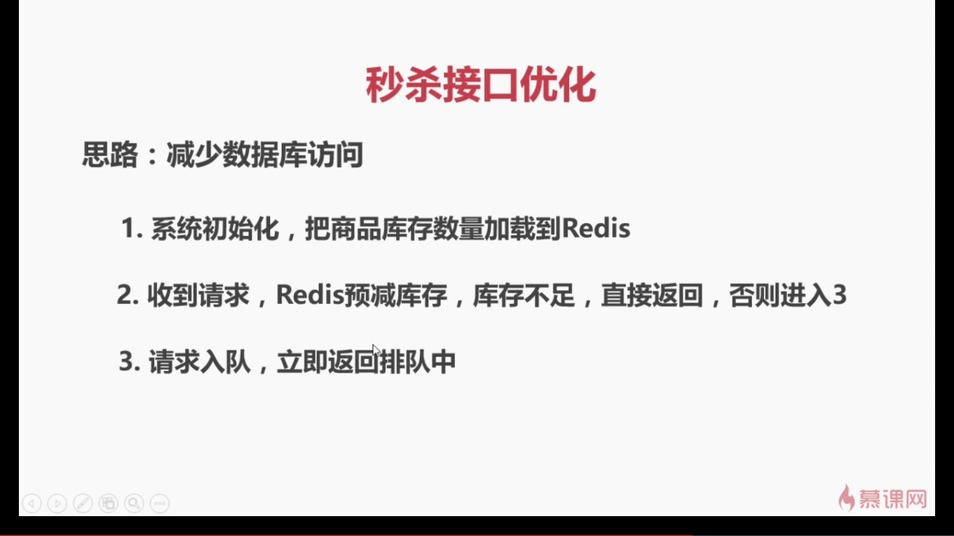 秒杀接口优化
思路：减少数据库访问
1. 系统初始化，把商品库存数量加载到Redis
2. 收到请求，Redis预减库存，库存不足，直接返回，否则进入3
3. 请求入队，立即返回排队中
慕课网